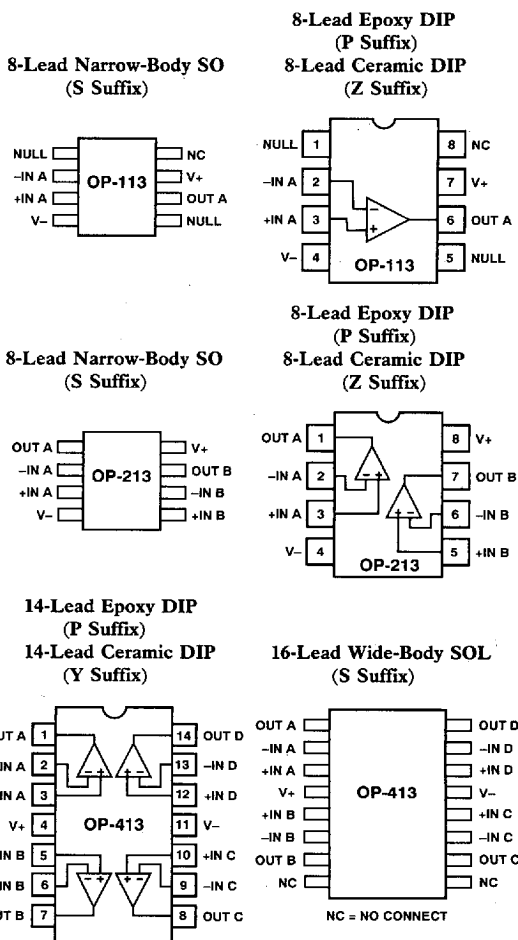 8-Lead Narrow-Body SO
(S Suffix)
NULL
-IN A
+IN A
V-
OP-113
NC
V+
OUT A
NULL
8-Lead Epoxy DIP
(P Suffix)
8-Lead Ceramic DIP
(Z Suffix)
NULL 1
-IN A 2
+IN A 3
V- 4
- 
+
OP-113
8 NC
7 V+
6 OUT A
5 NULL
8-Lead Narrow-Body SO
(S Suffix)
OUT A
-IN A
+IN A
V-
OP-213
V+
OUT B
-IN B
+IN B
8-Lead Epoxy DIP
(P Suffix)
8-Lead Ceramic DIP
(Z Suffix)
OUT A 1
-IN A 2
+IN A 3
V- 4
- +
+ -
OP-213
8 V+
7 OUT B
6 -IN B
5 +IN B
14-Lead Epoxy DIP
(P Suffix)
14-Lead Ceramic DIP
(Y Suffix)
UT A 1
IN A 2
IN A 3
V+ 4
IN B 5
IN B 6
UT B 7
- +
+ -
OP-413
- +
+ -
14 OUT D
13 -IN D
12 +IN D
11 V-
10 +IN C
9 -IN C
8 OUT C
16-Lead Wide-Body SOL
(S Suffix)
OUT A
-IN A
+IN A
V+
+IN B
-IN B
OUT B
NC
OP-413
OUT D
-IN D
+IN D
V-
+IN C
-IN C
OUT C
NC
NC = NO CONNECT